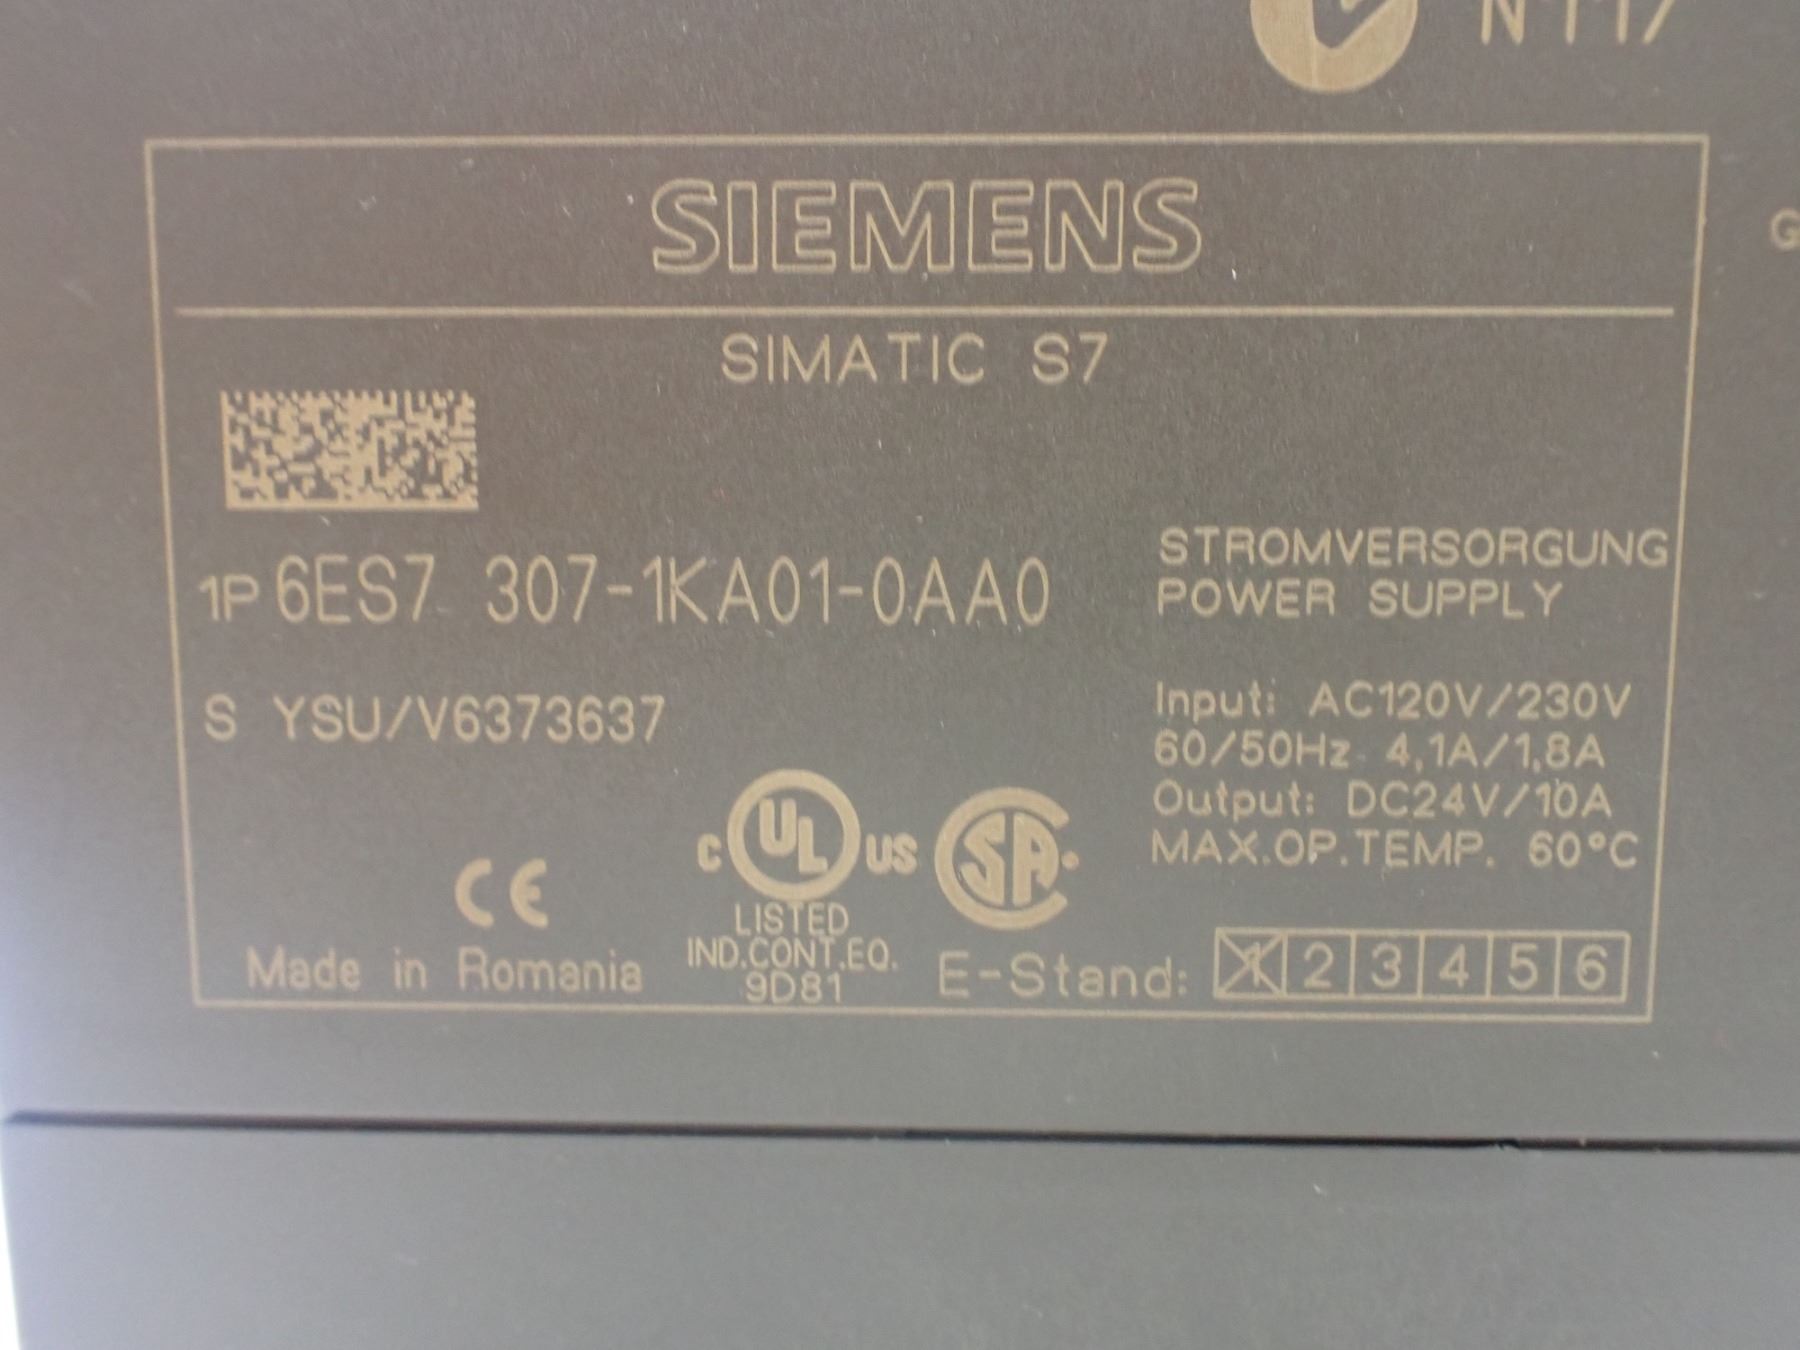 N117
SIEMENS
SIMATIC S7
1P 6ES7 307-1KA01-0AA0
STROMVERSORGUNG
POWER SUPPLY
S YSU/V6373637
Input: AC120V/230V
60/50Hz 4,1A/1,8A
Output: DC24V/10A
MAX.OP.TEMP. 60°C
C UL US
SA
LISTED
IND.CONT.EQ.
9D81
CE
Made in Romania
E-Stand: 1 2 3 4 5 6